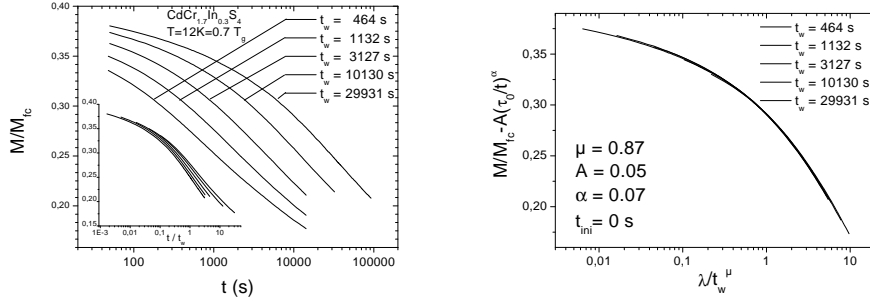 CdCr1.7In0.3S4
T=12K=0.7 Tg
tw = 464 s
tw = 1132 s
tw = 3127 s
tw = 10130 s
tw = 29931 s
0,40
0,35
0,30
0,25
0,20
M/Mfc
0,40
0,35
0,30
0,25
0,20
0,15
1E-3
0,01
0,1
1
10
t / tw
100
1000
10000
100000
t (s)
tw = 464 s
tw = 1132 s
tw = 3127 s
tw = 10130 s
tw = 29931 s
0,35
0,30
0,25
0,20
M/Mfc-A(τ0/t)α
μ = 0.87
A = 0.05
α = 0.07
tini= 0 s
0,01
0,1
1
10
λ/twμ